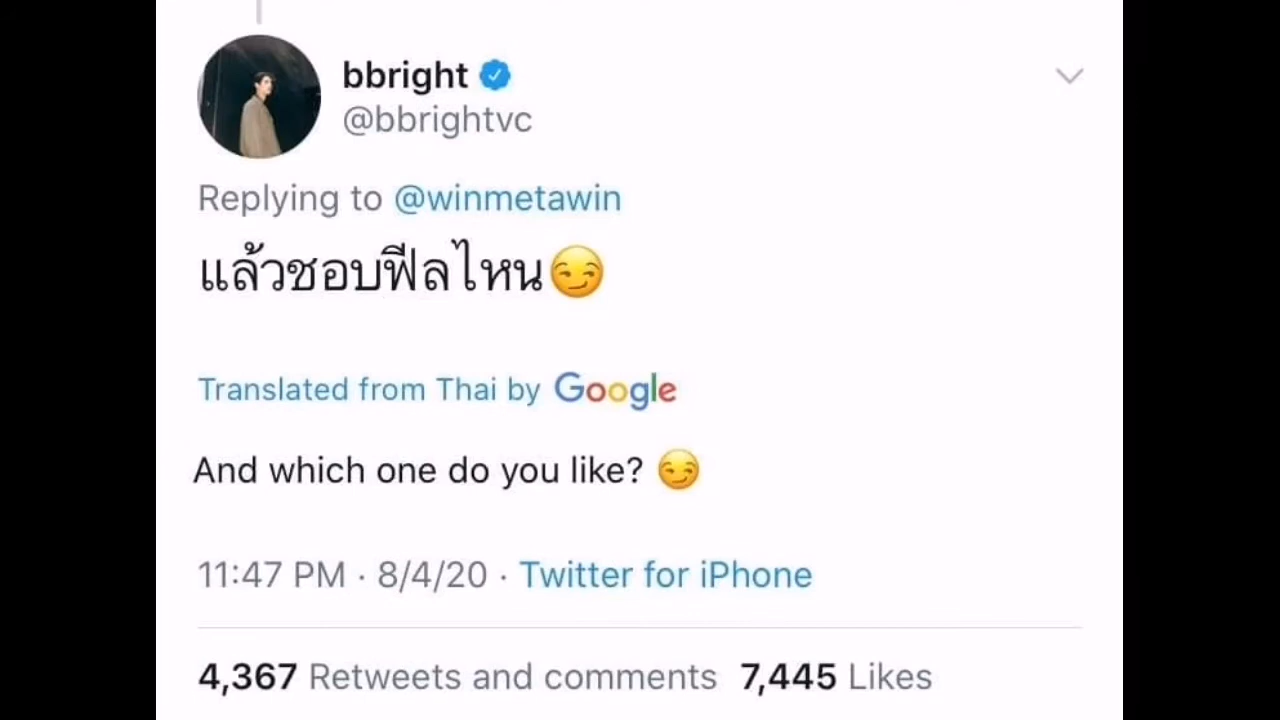 bbright
@bbrightvc
Replying to @winmetawin
แล้วชอบฟีลไหน😏
Translated from Thai by Google
And which one do you like? 😏
11:47 PM · 8/4/20 · Twitter for iPhone
4,367 Retweets and comments 7,445 Likes